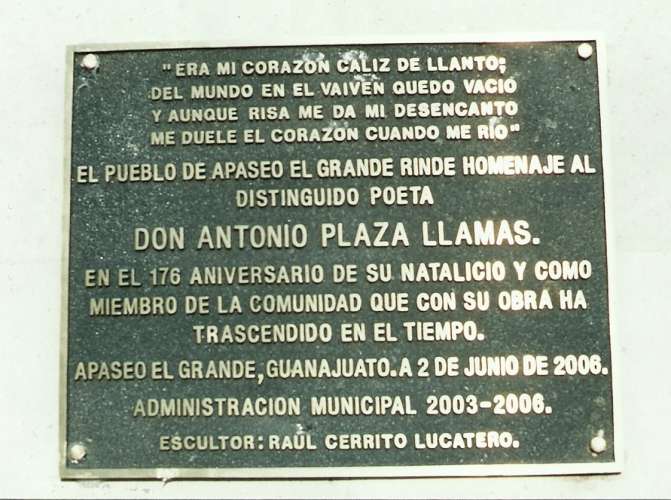 "ERA MI CORAZON CALIZ DE LLANTO;
DEL MUNDO EN EL VAIVEN QUEDO VACIO
Y AUNQUE RISA ME DA MI DESENCANTO
ME DUELE EL CORAZON CUANDO ME RIO"
EL PUEBLO DE APASEO EL GRANDE RINDE HOMENAJE AL
DISTINGUIDO POETA
DON ANTONIO PLAZA LLAMAS.
EN EL 176 ANIVERSARIO DE SU NATALICIO Y COMO
MIEMBRO DE LA COMUNIDAD QUE CON SU OBRA HA
TRASCENDIDO EN EL TIEMPO.
APASEO EL GRANDE, GUANAJUATO. A 2 DE JUNIO DE 2006.
ADMINISTRACION MUNICIPAL 2003-2006.
ESCULTOR: RAÚL CERRITO LUCATERO.